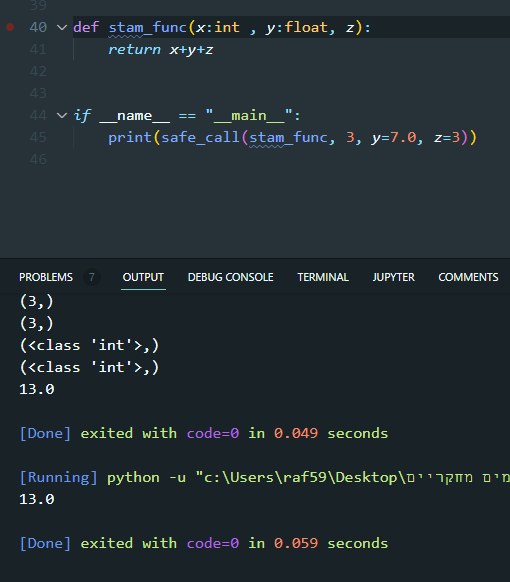 39
40 def stam_func(x:int , y:float, z):
41 return x+y+z
42
43
44 if __name__ == "__main__":
45 print(safe_call(stam_func, 3, y=7.0, z=3))
46
PROBLEMS 7 OUTPUT DEBUG CONSOLE TERMINAL JUPYTER COMMENTS
(3,)
(3,)
(<class 'int'>,)
(<class 'int'>,)
13.0
[Done] exited with code=0 in 0.049 seconds
[Running] python -u "c:\Users\raf59\Desktop\מים מחקריים
13.0
[Done] exited with code=0 in 0.059 seconds